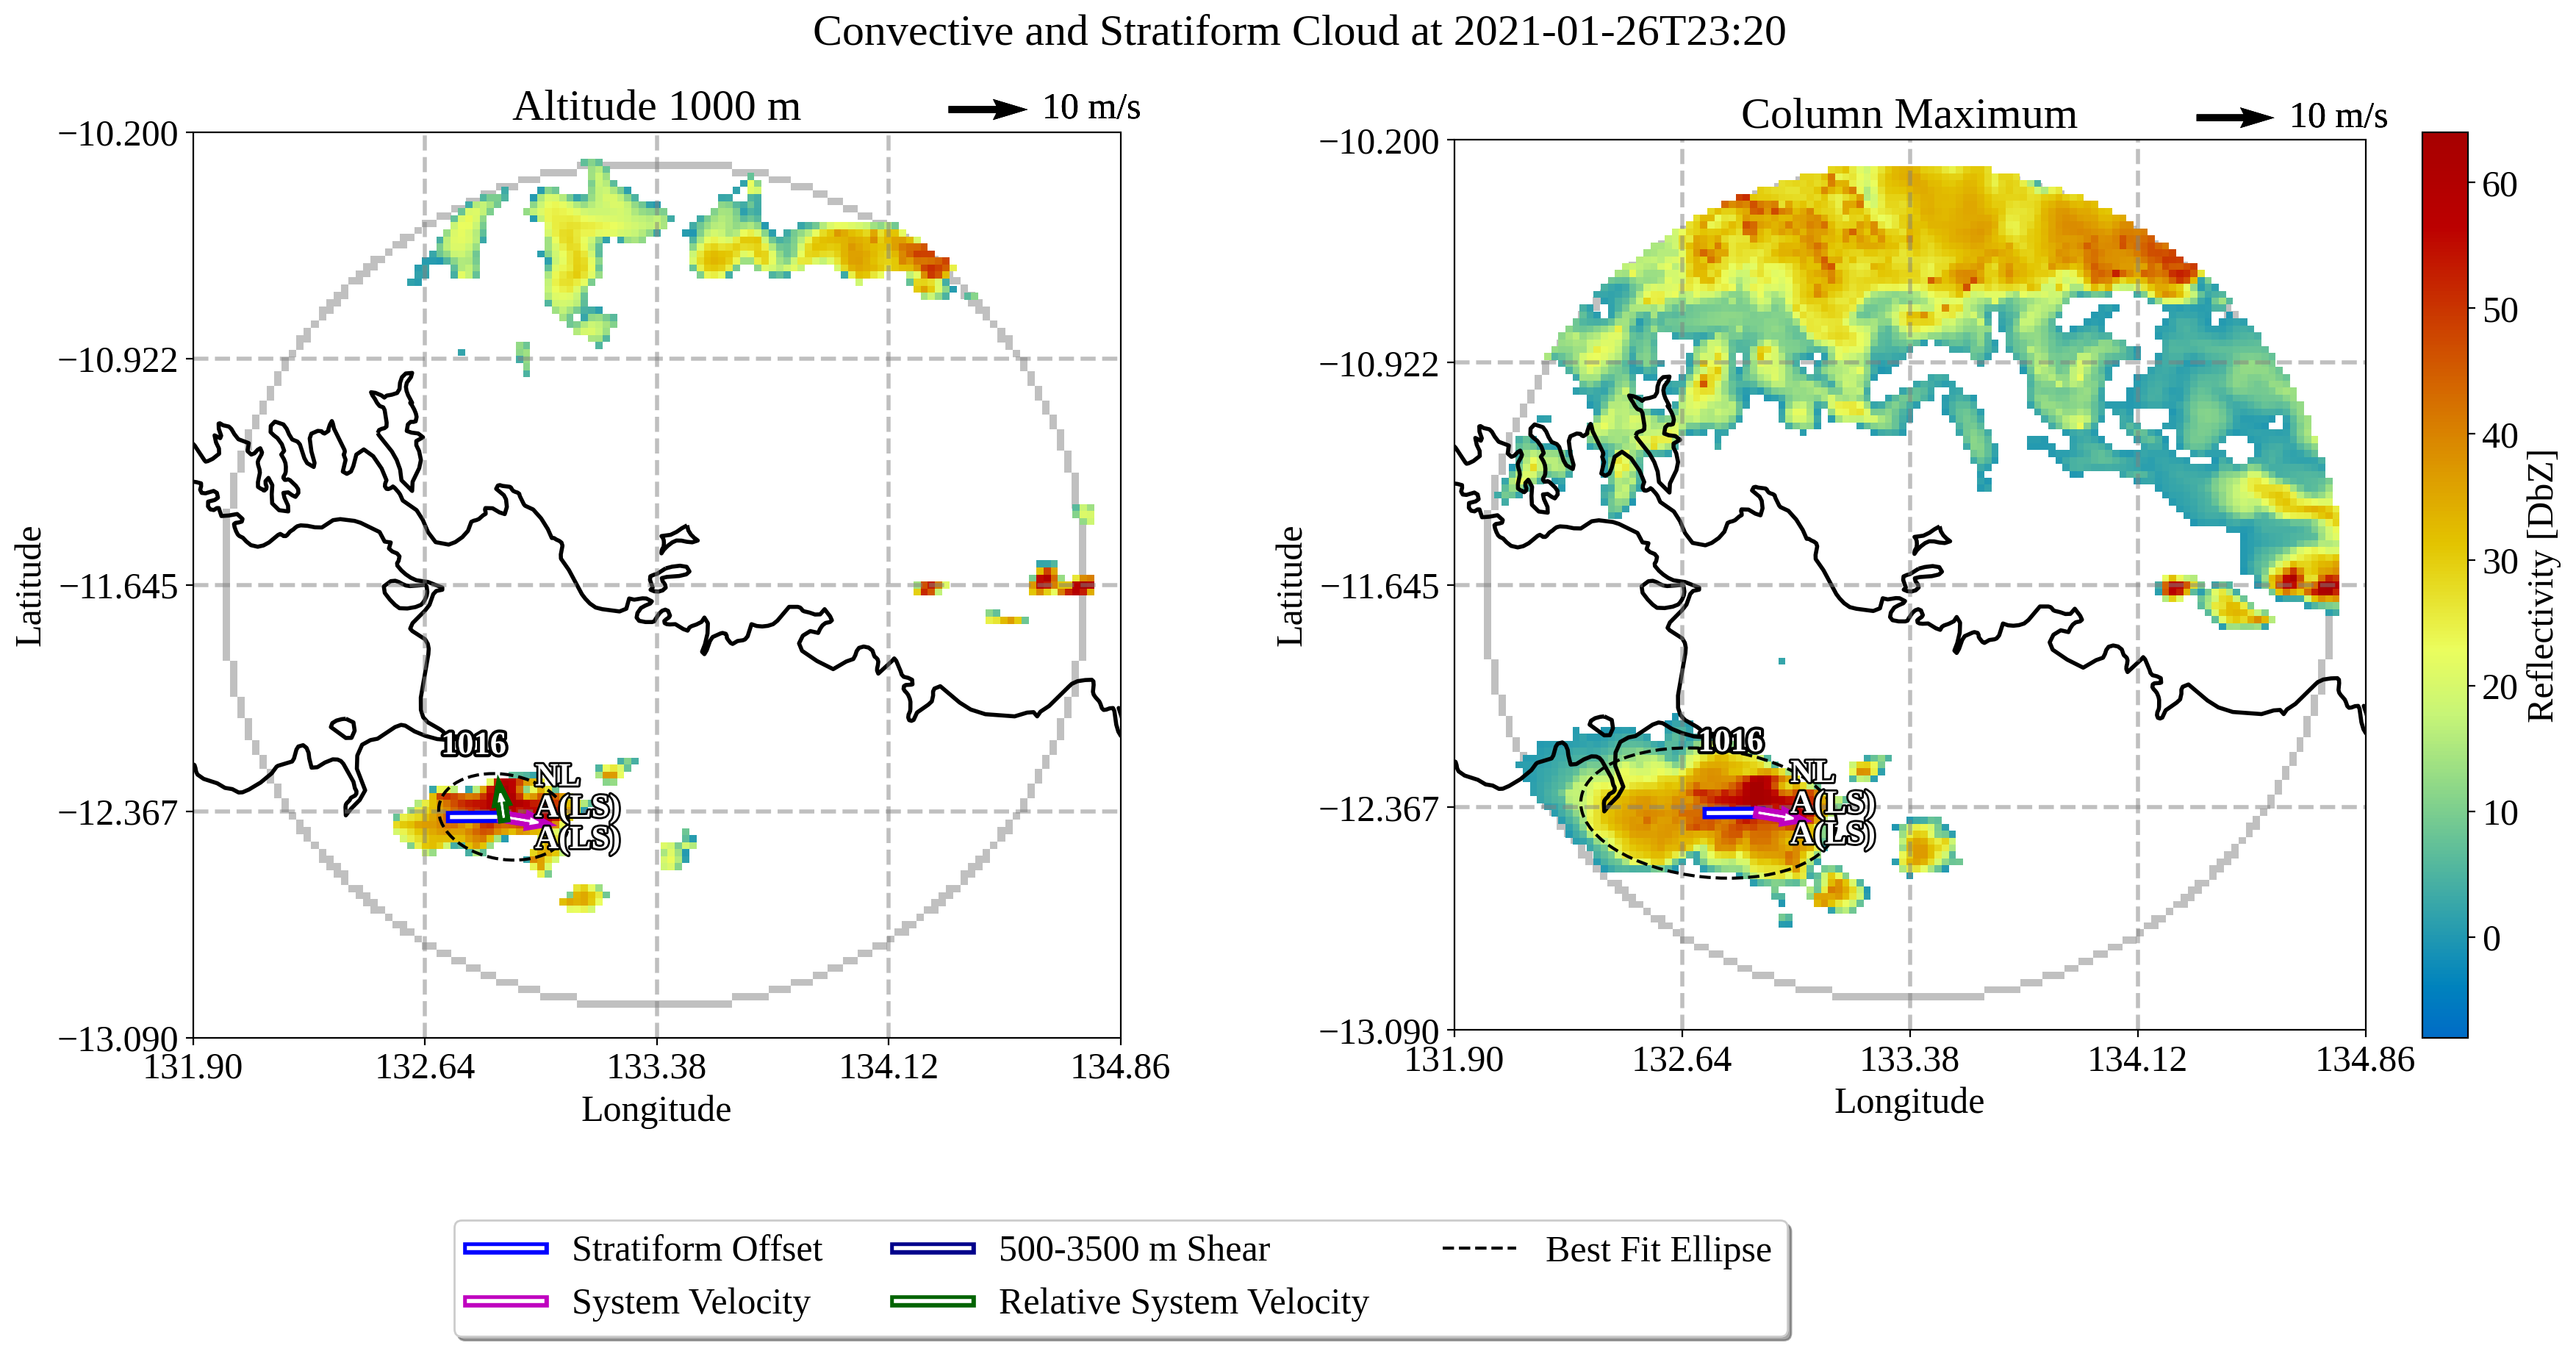 Convective and Stratiform Cloud at 2021-01-26T23:20
Altitude 1000 m
10 m/s
−10.200
−10.922
−11.645
−12.367
−13.090
Latitude
1016
NL
A(LS)
A(LS)
131.90
132.64
133.38
134.12
134.86
Longitude
Column Maximum
10 m/s
−10.200
−10.922
−11.645
−12.367
−13.090
Latitude
1016
NL
A(LS)
A(LS)
131.90
132.64
133.38
134.12
134.86
Longitude
60
50
40
30
20
10
0
Reflectivity [DbZ]
Stratiform Offset
System Velocity
500-3500 m Shear
Relative System Velocity
Best Fit Ellipse